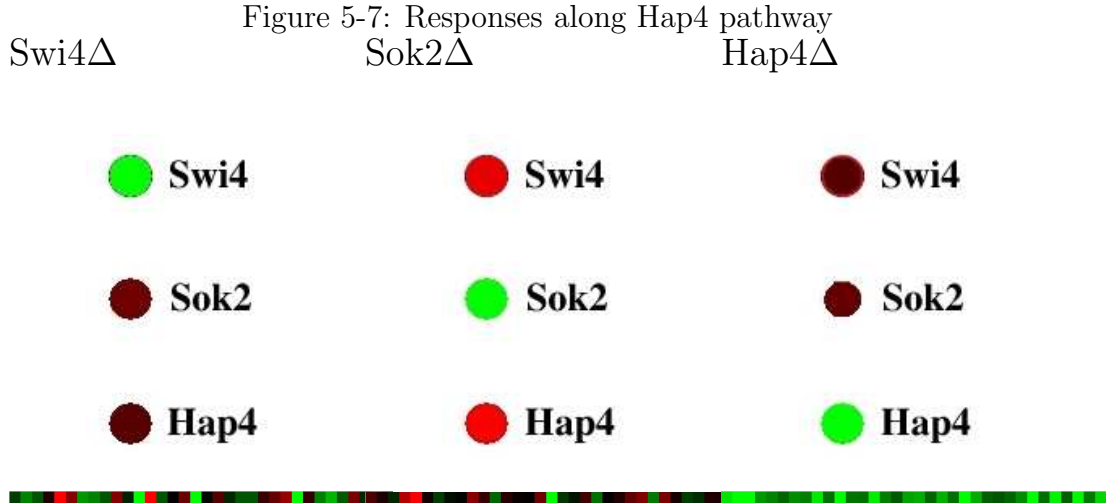 Figure 5-7: Responses along Hap4 pathway
Swi4Δ Sok2Δ Hap4Δ
Swi4 Swi4 Swi4
Sok2 Sok2 Sok2
Hap4 Hap4 Hap4